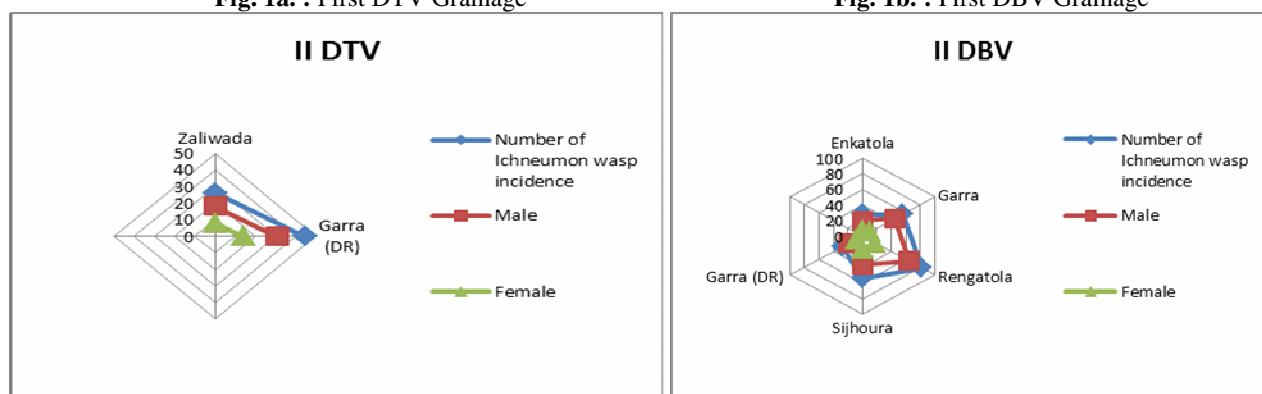 Fig. 1a. : First DTV Grainage
Fig. 1b. : First DBV Grainage
II DTV
Zaliwada
50
40
30
20
10
0
Garra
(DR)
Number of
Ichneumon wasp
incidence
Male
Female
II DBV
Enkatola
100
80
60
40
20
0
Garra
Rengatola
Sijhoura
Garra (DR)
Number of
Ichneumon wasp
incidence
Male
Female